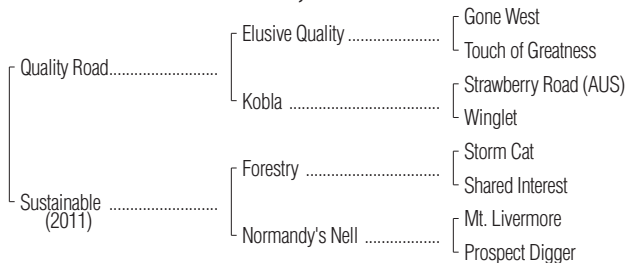 Gone West
Elusive Quality ....................
Touch of Greatness
Quality Road........................
Strawberry Road (AUS)
Kobla .................................
Winglet
Storm Cat
Forestry .............................
Shared Interest
Sustainable ........................
(2011)
Mt. Livermore
Normandy's Nell ................
Prospect Digger